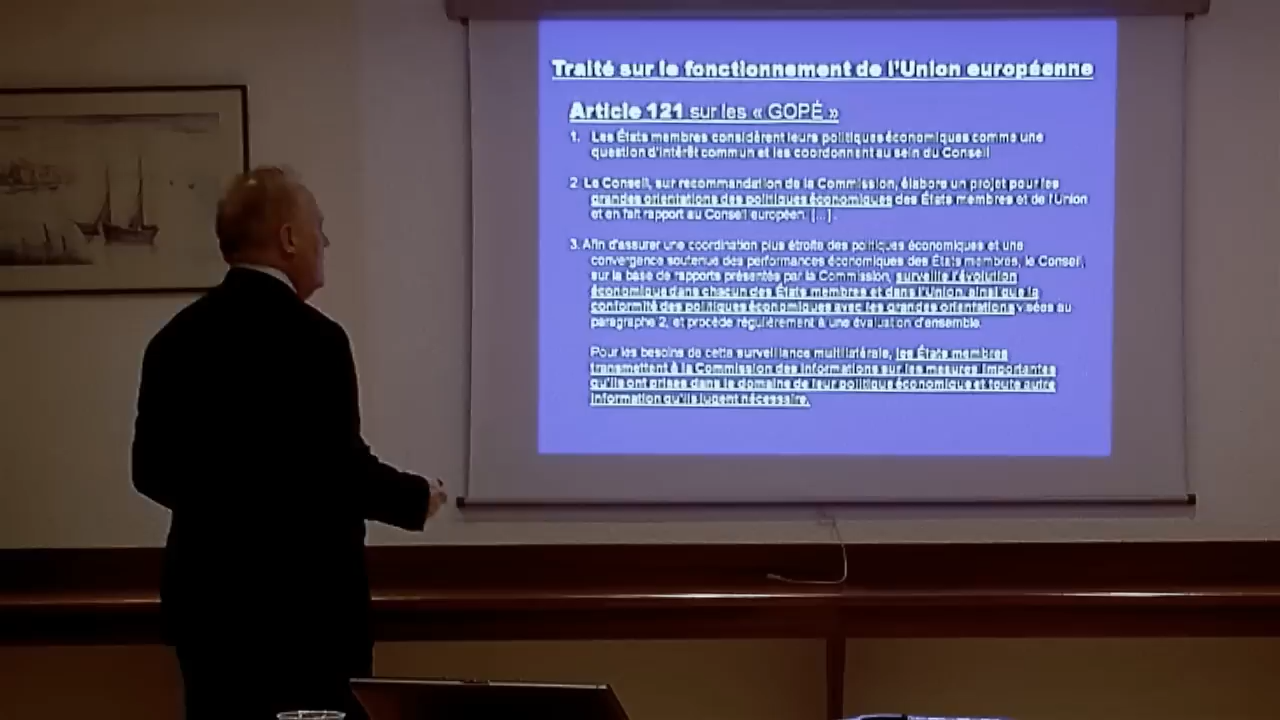 Traité sur le fonctionnement de l'Union européenne
Article 121 sur les « GOPÉ »
1. Les États membres considèrent leurs politiques économiques comme une
question d'intérêt commun et les coordonnent au sein du Conseil
2. Le Conseil, sur recommandation de la Commission, élabore un projet pour les
grandes orientations des politiques économiques des États membres et de l'Union
et en fait rapport au Conseil européen. [...].
3. Afin d'assurer une coordination plus étroite des politiques économiques et une
convergence soutenue des performances économiques des États membres, le Conseil,
sur la base de rapports présentés par la Commission, surveille l'évolution
économique dans chacun des États membres et dans l'Union, ainsi que la
conformité des politiques économiques avec les grandes orientations visées au
paragraphe 2, et procède régulièrement à une évaluation d'ensemble.
Pour les besoins de cette surveillance multilatérale, les États membres
transmettent à la Commission des informations sur les mesures importantes
qu'ils ont prises dans le domaine de leur politique économique et toute autre
information qu'ils jugent nécessaire.